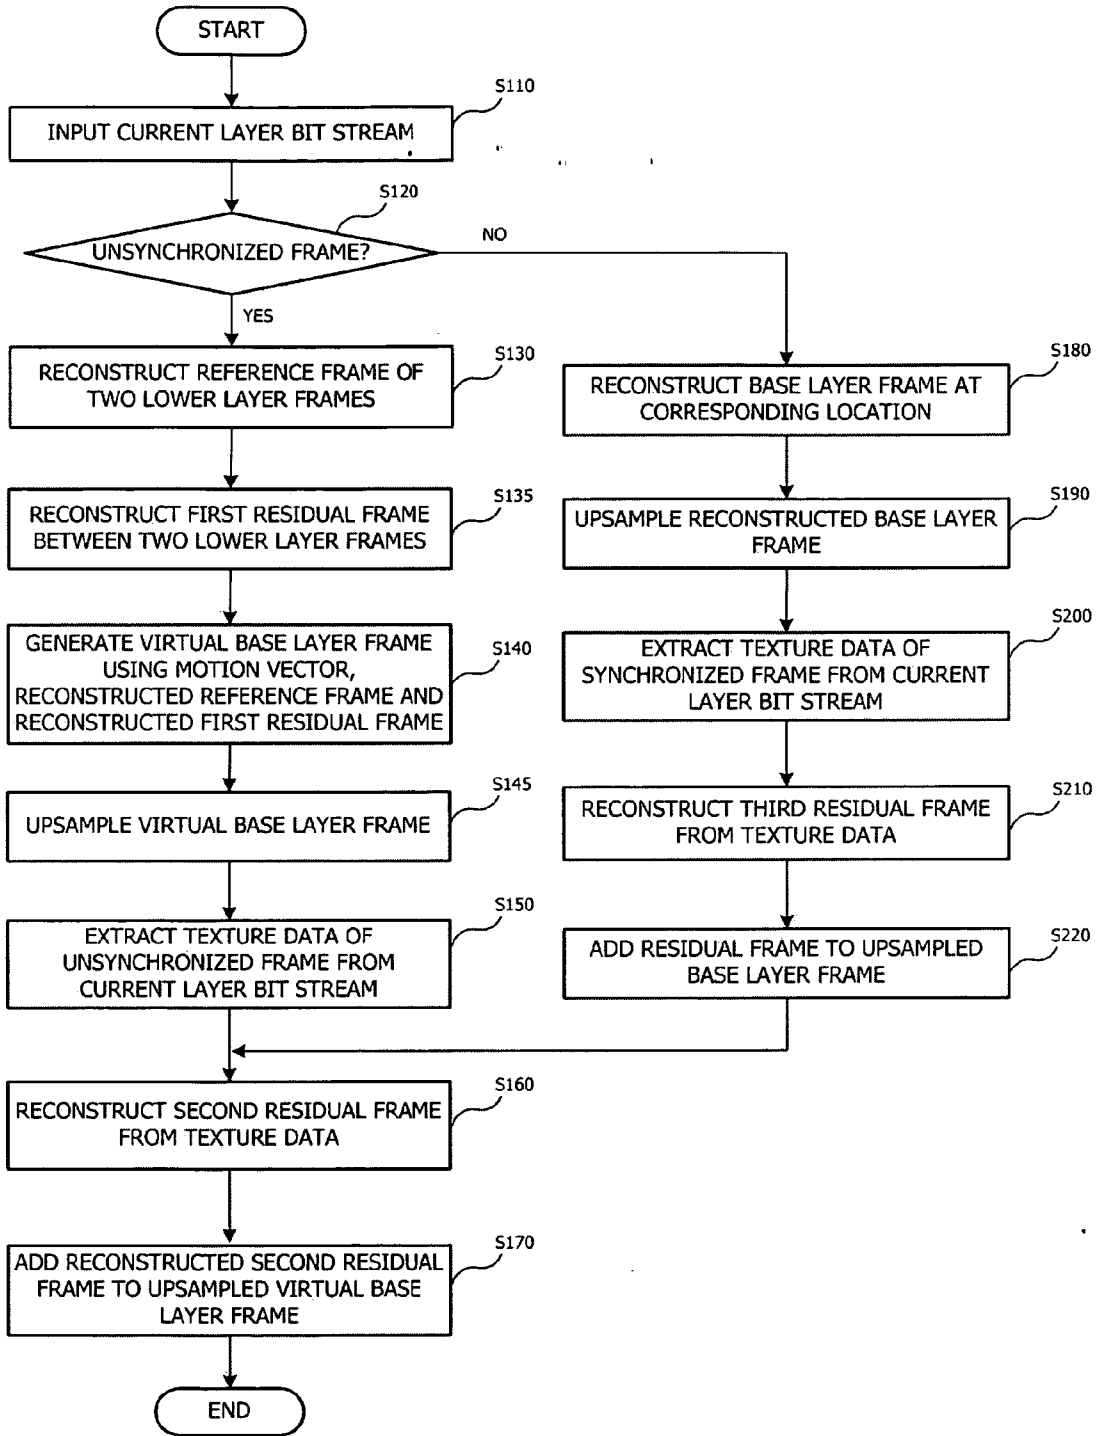 START
S110
INPUT CURRENT LAYER BIT STREAM
S120
UNSYNCHRONIZED FRAME?
NO
YES
S130
RECONSTRUCT REFERENCE FRAME OF
TWO LOWER LAYER FRAMES
S135
RECONSTRUCT FIRST RESIDUAL FRAME
BETWEEN TWO LOWER LAYER FRAMES
S140
GENERATE VIRTUAL BASE LAYER FRAME
USING MOTION VECTOR,
RECONSTRUCTED REFERENCE FRAME AND
RECONSTRUCTED FIRST RESIDUAL FRAME
S145
UPSAMPLE VIRTUAL BASE LAYER FRAME
S150
EXTRACT TEXTURE DATA OF
UNSYNCHRONIZED FRAME FROM
CURRENT LAYER BIT STREAM
S180
RECONSTRUCT BASE LAYER FRAME AT
CORRESPONDING LOCATION
S190
UPSAMPLE RECONSTRUCTED BASE LAYER
FRAME
S200
EXTRACT TEXTURE DATA OF
SYNCHRONIZED FRAME FROM CURRENT
LAYER BIT STREAM
S210
RECONSTRUCT THIRD RESIDUAL FRAME
FROM TEXTURE DATA
S220
ADD RESIDUAL FRAME TO UPSAMPLED
BASE LAYER FRAME
S160
RECONSTRUCT SECOND RESIDUAL FRAME
FROM TEXTURE DATA
S170
ADD RECONSTRUCTED SECOND RESIDUAL
FRAME TO UPSAMPLED VIRTUAL BASE
LAYER FRAME
END